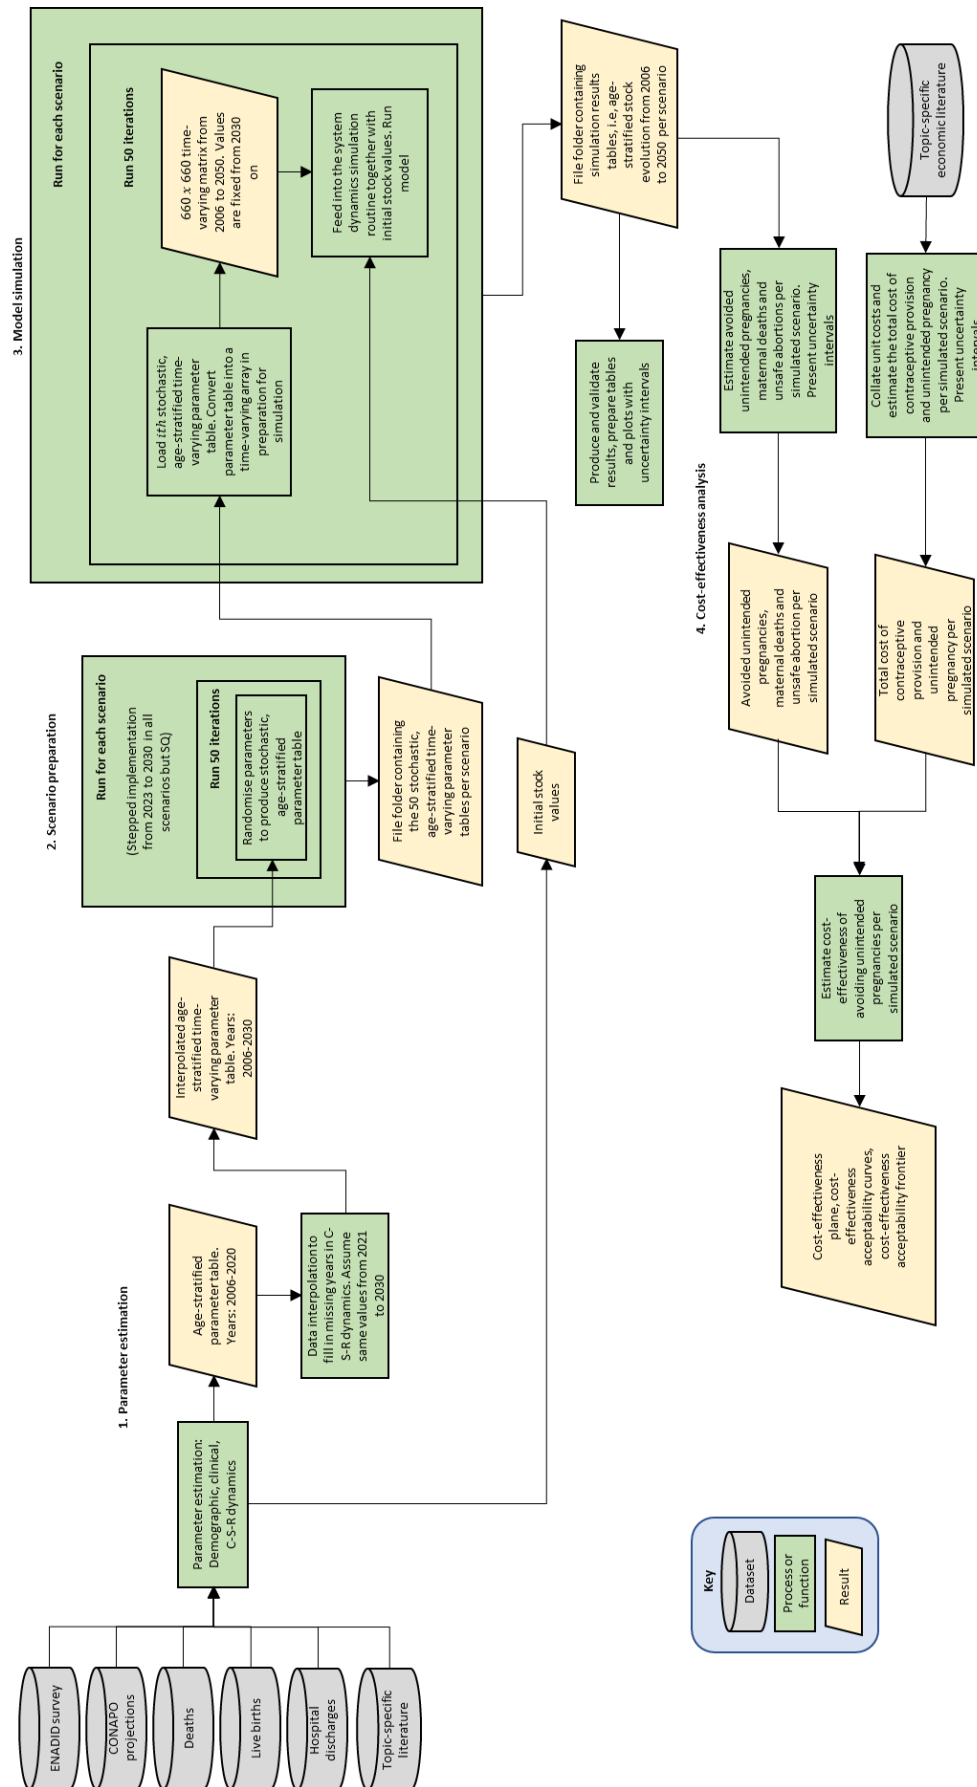 1. Parameter estimation
ENADID survey
CONAPO
projections
Deaths
Live births
Hospital
discharges
Topic-specific
literature
Parameter estimation:
Demographic, clinical,
C-S-R dynamics
Age-stratified
parameter table.
Years: 2006-2020
Data interpolation to
fill in missing years in C-
S-R dynamics. Assume
same values from 2021
to 2030
Interpolated age-
stratified time-
varying parameter
table. Years:
2006-2030
2. Scenario preparation
Run for each scenario
(Stepped implementation
from 2023 to 2030 in all
scenarios but SQ)
Run 50 iterations
Randomise parameters
to produce stochastic,
age-stratified
parameter table
File folder containing
the 50 stochastic,
age-stratified time-
varying parameter
tables per scenario
Initial stock
values
3. Model simulation
Run for each scenario
Run 50 iterations
Load ith stochastic,
age-stratified time-
varying parameter
table. Convert
parameter table into a
time-varying array in
preparation for
simulation
660 x 660 time-
varying matrix from
2006 to 2050. Values
are fixed from 2030
on
Feed into the system
dynamics simulation
routine together with
initial stock values. Run
model
File folder containing
simulation results
tables, i.e, age-
stratified stock
evolution from 2006
to 2050 per scenario
Produce and validate
results, prepare tables
and plots with
uncertainty intervals
4. Cost-effectiveness analysis
Estimate avoided
unintended pregnancies,
maternal deaths and
unsafe abortions per
simulated scenario.
Present uncertainty
intervals
Topic-specific
economic literature
Collate unit costs and
estimate the total cost of
contraceptive provision
and unintended pregnancy
per simulated scenario.
Present uncertainty
intervals
Avoided unintended
pregnancies,
maternal deaths and
unsafe abortion per
simulated scenario
Total cost of
contraceptive
provision and
unintended
pregnancy per
simulated scenario
Estimate cost-
effectiveness of
avoiding unintended
pregnancies per
simulated scenario
Cost-effectiveness
plane, cost-
effectiveness
acceptability curves,
cost-effectiveness
acceptability frontier
Key
Dataset
Process or
function
Result